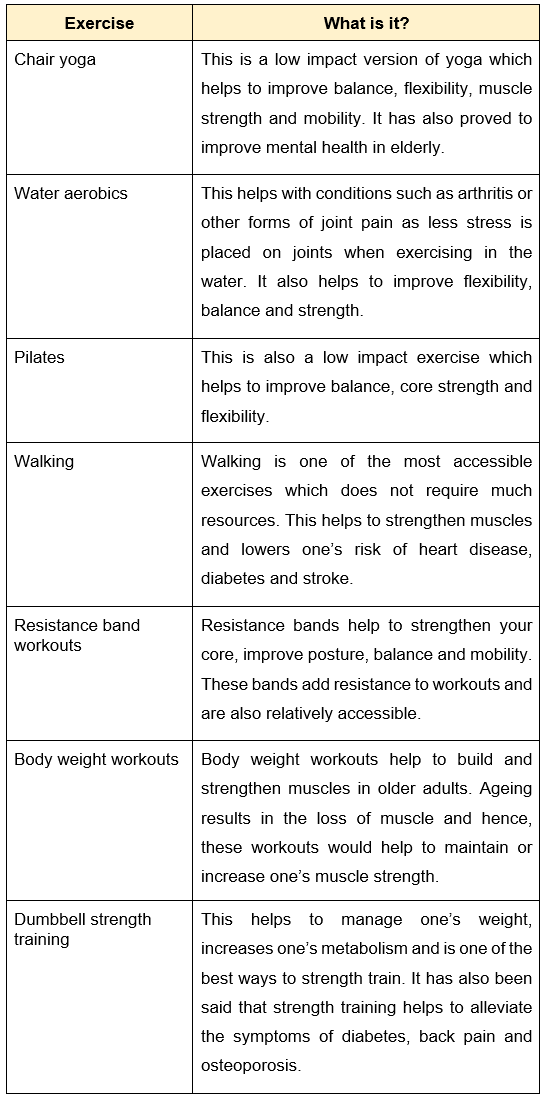 Exercise
What is it?
Chair yoga
This is a low impact version of yoga which
helps to improve balance, flexibility, muscle
strength and mobility. It has also proved to
improve mental health in elderly.
Water aerobics
This helps with conditions such as arthritis or
other forms of joint pain as less stress is
placed on joints when exercising in the
water. It also helps to improve flexibility,
balance and strength.
Pilates
This is also a low impact exercise which
helps to improve balance, core strength and
flexibility.
Walking
Walking is one of the most accessible
exercises which does not require much
resources. This helps to strengthen muscles
and lowers one’s risk of heart disease,
diabetes and stroke.
Resistance band
workouts
Resistance bands help to strengthen your
core, improve posture, balance and mobility.
These bands add resistance to workouts and
are also relatively accessible.
Body weight workouts
Body weight workouts help to build and
strengthen muscles in older adults. Ageing
results in the loss of muscle and hence,
these workouts would help to maintain or
increase one’s muscle strength.
Dumbbell strength
training
This helps to manage one’s weight,
increases one’s metabolism and is one of the
best ways to strength train. It has also been
said that strength training helps to alleviate
the symptoms of diabetes, back pain and
osteoporosis.